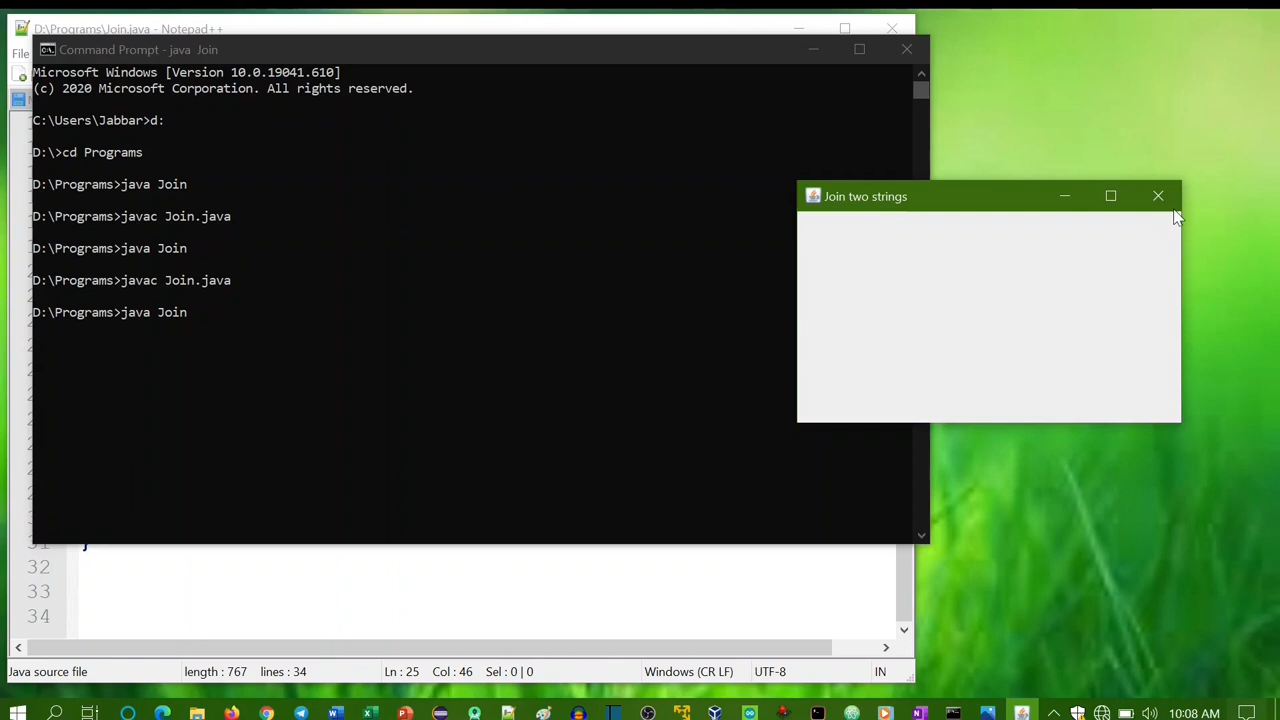 D:\Programs\Join.java - Notepad++
File
Command Prompt - java  Join
Microsoft Windows [Version 10.0.19041.610]
(c) 2020 Microsoft Corporation. All rights reserved.
C:\Users\Jabbar>d:
D:\>cd Programs
D:\Programs>java Join
D:\Programs>javac Join.java
D:\Programs>java Join
D:\Programs>javac Join.java
D:\Programs>java Join
Join two strings
}
32
33
34
Java source file
length : 767
lines : 34
Ln : 25
Col : 46
Sel : 0 | 0
Windows (CR LF)
UTF-8
IN
10:08 AM